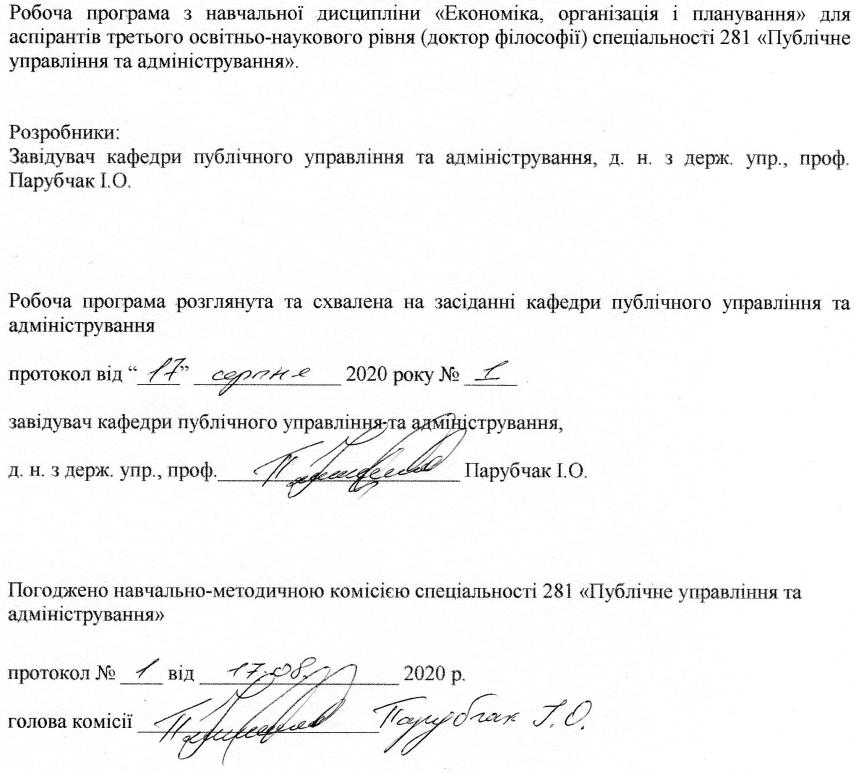 Робоча програма з навчальної дисципліни «Економіка, організація і планування» для
аспірантів третього освітньо-наукового рівня (доктор філософії) спеціальності 281 «Публічне
управління та адміністрування».
Розробники:
Завідувач кафедри публічного управління та адміністрування, д. н. з держ. упр., проф.
Парубчак І.О.
Робоча програма розглянута та схвалена на засіданні кафедри публічного управління та
адміністрування
протокол від “ 17” серпня 2020 року № 1
завідувач кафедри публічного управління та адміністрування,
д. н. з держ. упр., проф. Парубчак І.О.
Погоджено навчально-методичною комісією спеціальності 281 «Публічне управління та
адміністрування»
протокол № 1 від 17.08. 2020 р.
голова комісії Парубчак І.О.